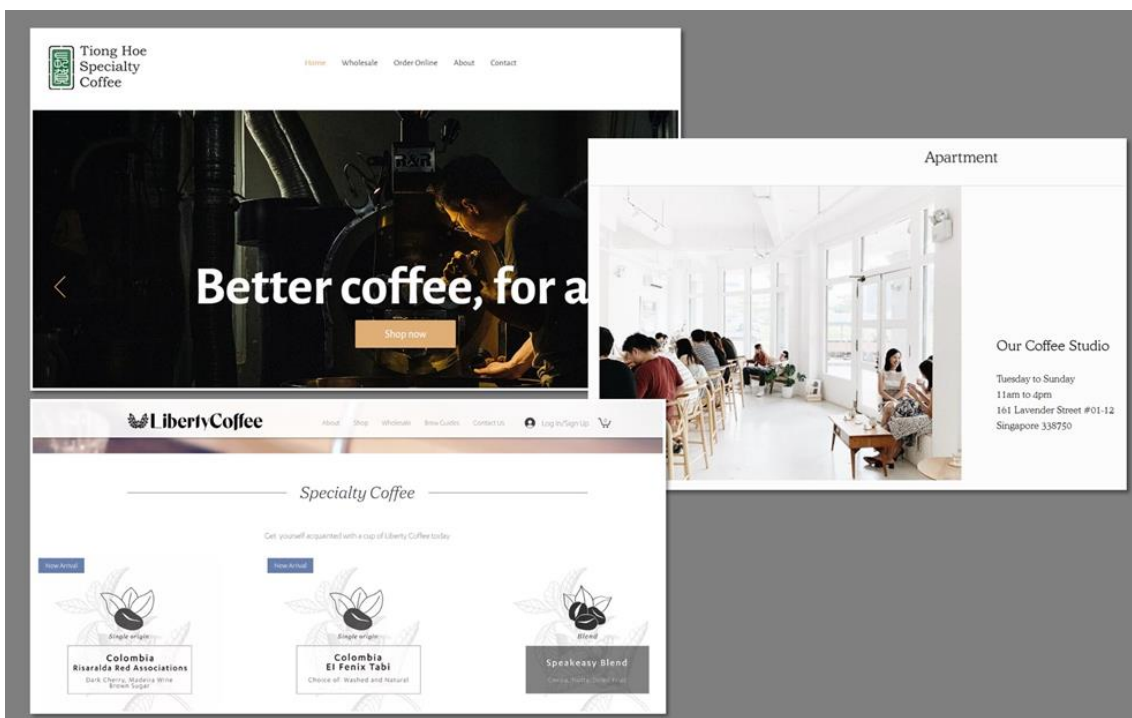 Tiong Hoe
Specialty
Coffee
Home Wholesale Order Online About Contact
R&R
Better coffee, for a
Shop now
Apartment
Our Coffee Studio
Tuesday to Sunday
11am to 4pm
161 Lavender Street #01-12
Singapore 338750
LibertyCoffee
About Shop Wholesale Brew Guides Contact Us Log In/Sign Up
Specialty Coffee
Get yourself acquainted with a cup of Liberty Coffee today
New Arrival
Single origin
Colombia
Risaralda Red Associations
Dark Cherry, Madeira Wine
Brown Sugar
New Arrival
Single origin
Colombia
El Fenix Tabi
Choice of Washed and Natural
Blend
Speakeasy Blend
Cocoa, Nutty, Dried Fruit